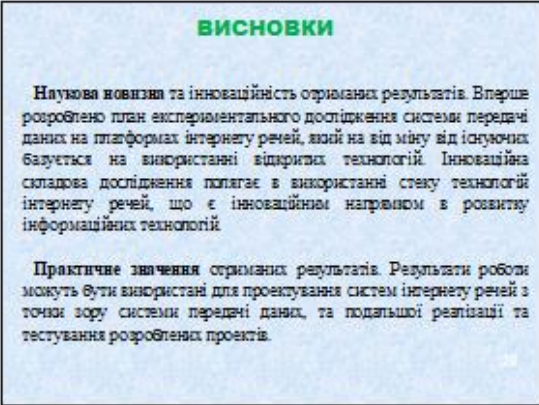 ВИСНОВКИ
Наукова новизна та інноваційність отриманих результатів. Вперше
розроблено план експериментального дослідження системи передачі
даних на платформах інтернету речей, який на від міну від існуючих
базується на використанні відкритих технологій. Інноваційна
складова дослідження полягає в використанні стеку технологій
інтернету речей, що є інноваційним напрямком в розвитку
інформаційних технологій.
Практичне значення отриманих результатів. Результати роботи
можуть бути використані для проектування систем інтернету речей з
точки зору системи передачі даних, та подальшої реалізації та
тестування розроблених проектів.